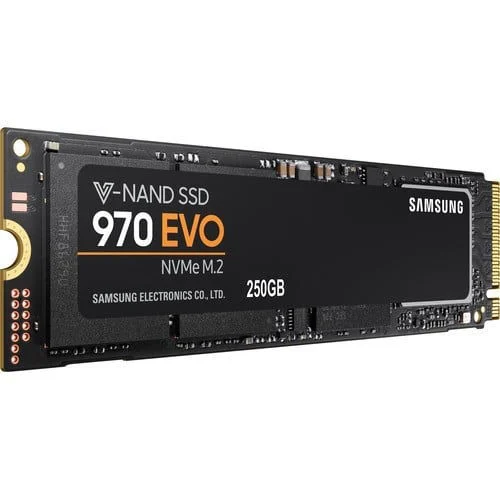 V-NAND SSD
970 EVO
NVMe M.2
SAMSUNG ELECTRONICS CO., LTD.
250GB
SAMSUNG